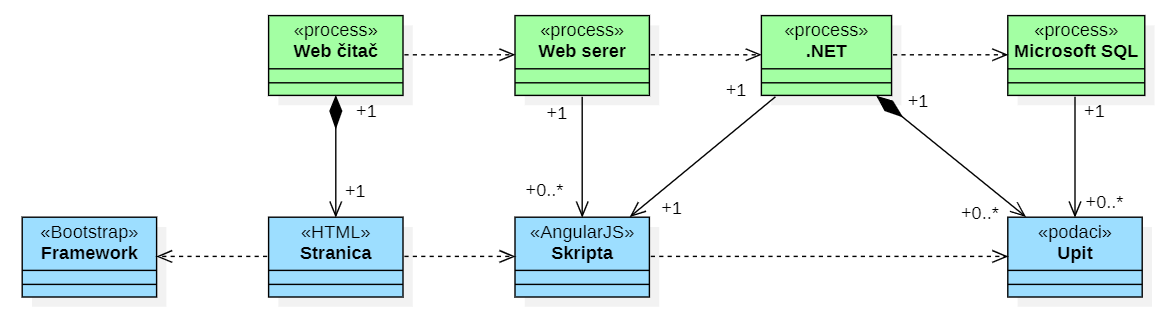 «process»
Web čitač
«process»
Web serer
«process»
.NET
«process»
Microsoft SQL
+1
+1
+1
+1
+1
+1
+0..*
+1
+0..*
+0..*
«Bootstrap»
Framework
«HTML»
Stranica
«AngularJS»
Skripta
«podaci»
Upit